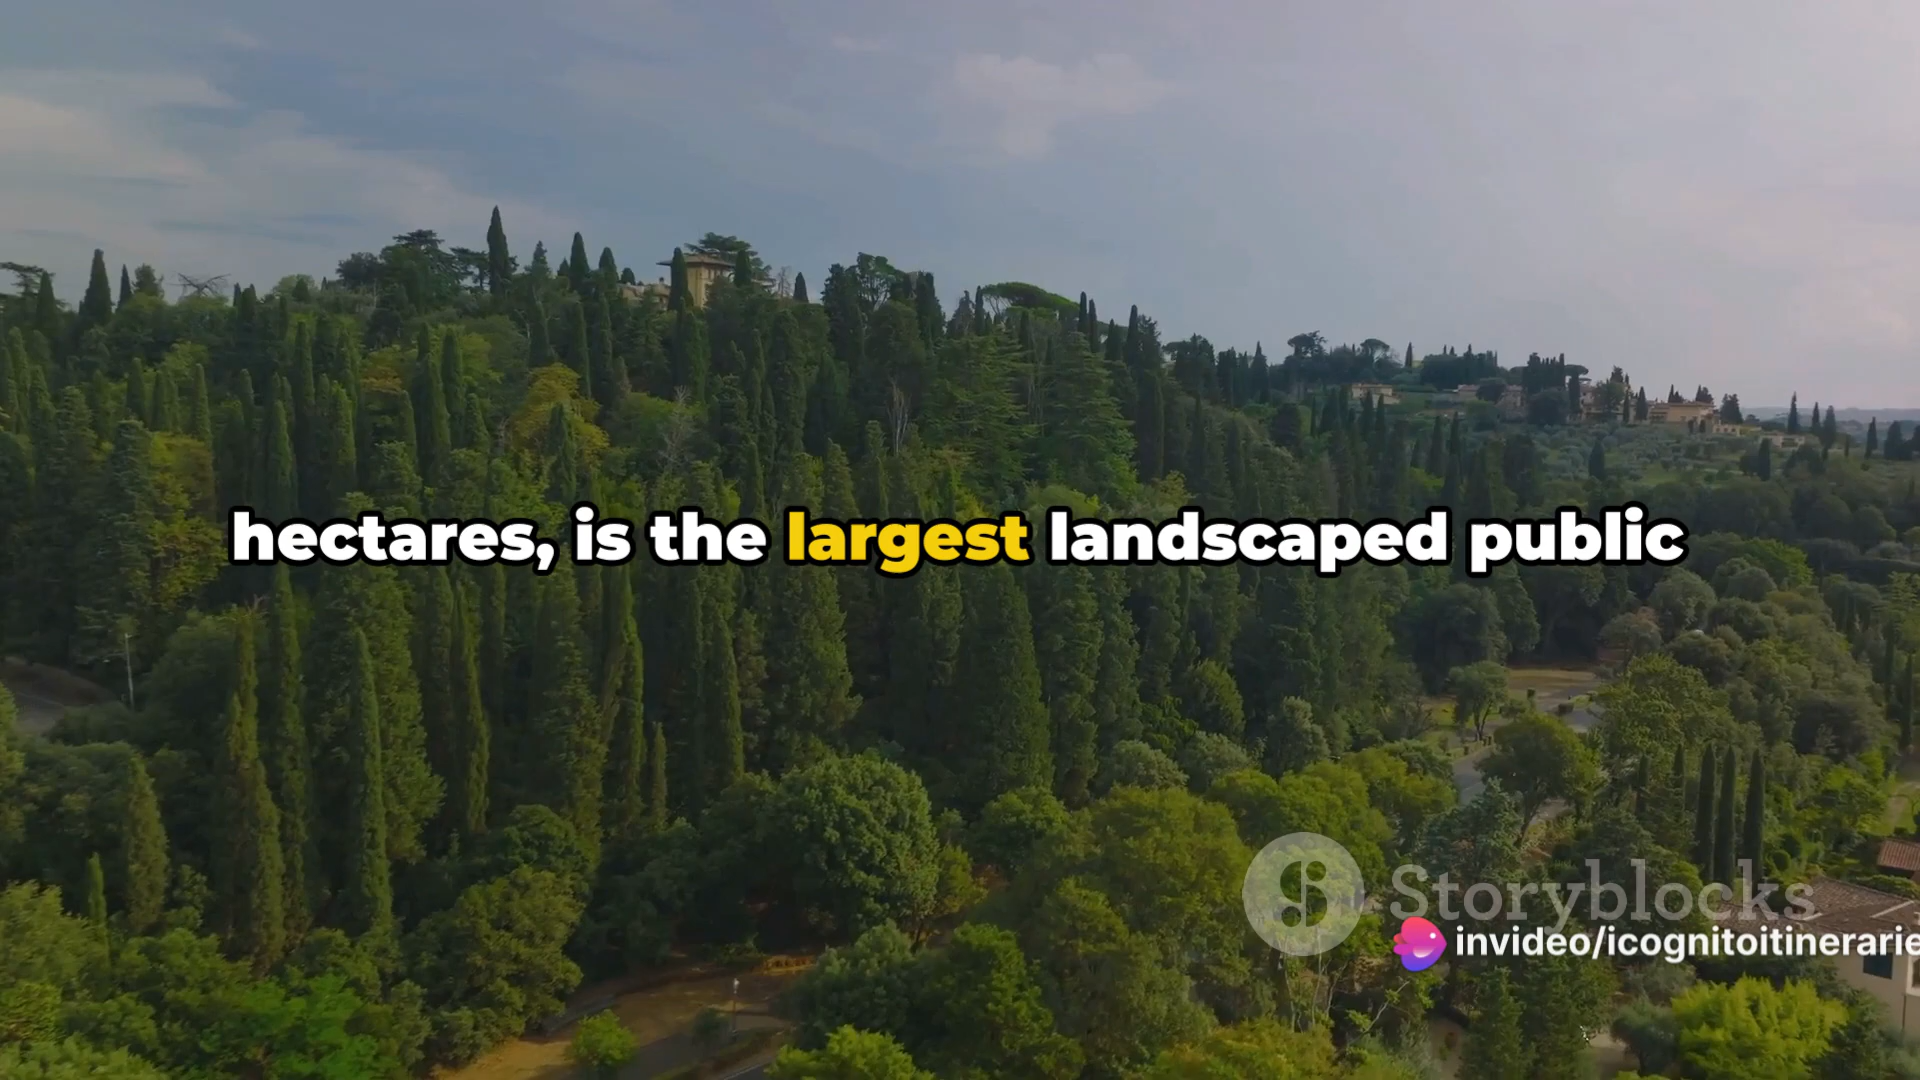 hectares, is the largest landscaped public
Storyblocks
invideo/icognitoitinerarie